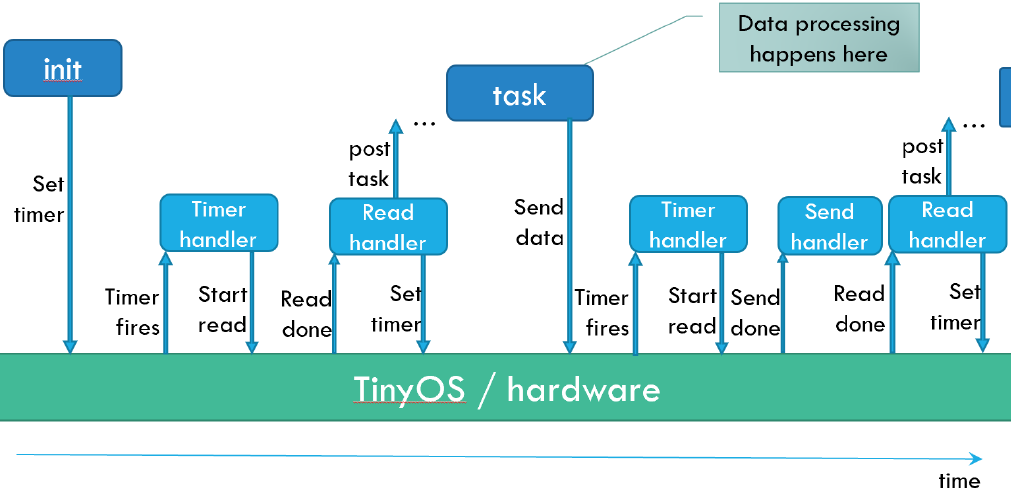 Data processing
happens here
init
task
...
...
post
task
post
task
Set
timer
Timer
handler
Read
handler
Send
data
Timer
handler
Send
handler
Read
handler
Timer
fires
Start
read
Read
done
Set
timer
Timer
fires
Start
read
Send
done
Read
done
Set
timer
TinyOS / hardware
time